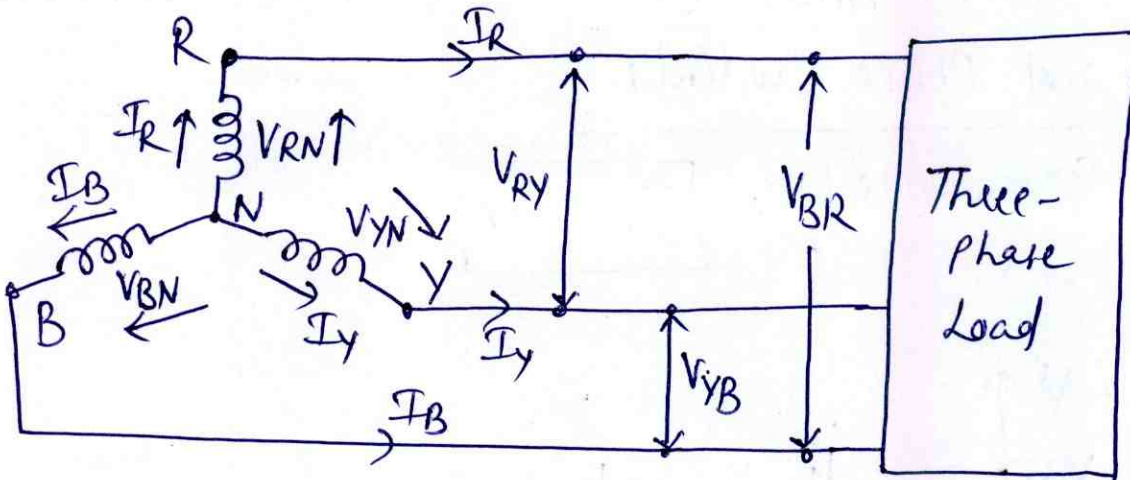 R
I_R
I_R
V_RN
I_B
N
V_YN
V_RY
V_BR
Three-
phase
Load
V_BN
B
Y
I_Y
I_Y
V_YB
I_B